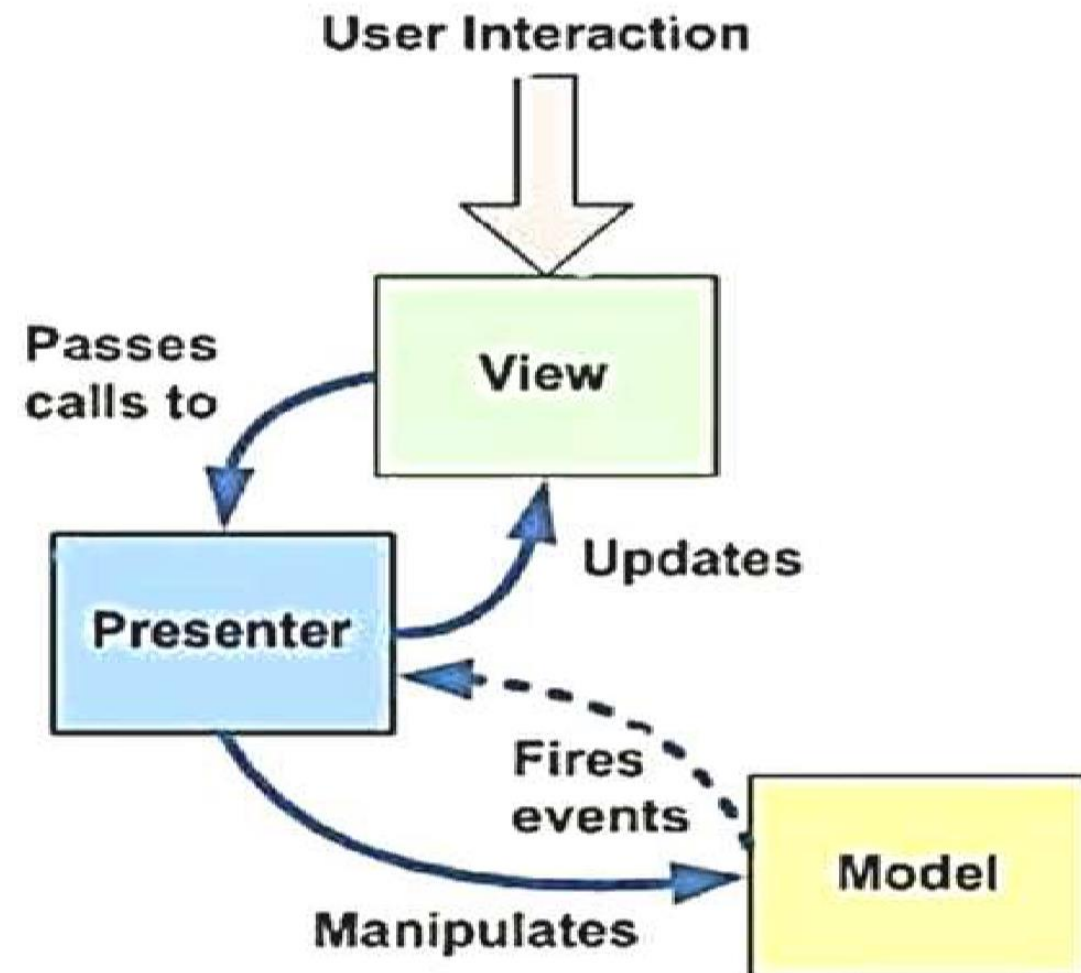 User Interaction
Passes
calls to
View
Updates
Presenter
Fires
events
Model
Manipulates